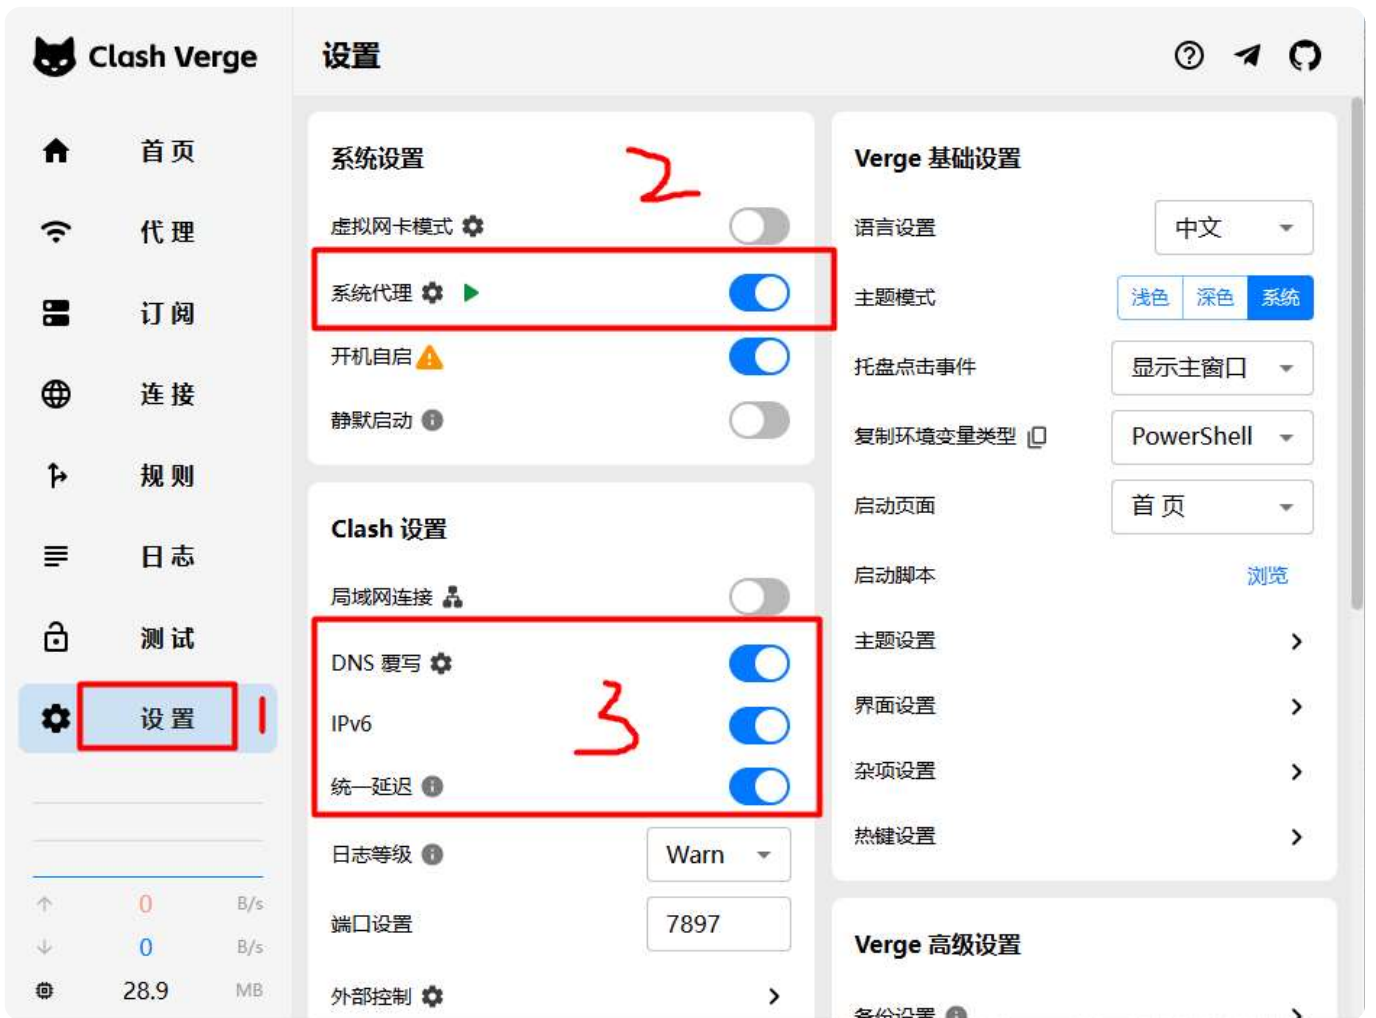 Clash Verge
设置
首页
代理
订阅
连接
规则
日志
测试
设置
1
0 B/s
0 B/s
28.9 MB
系统设置
2
虚拟网卡模式
系统代理
开机自启
静默启动
Clash 设置
局域网连接
DNS 覆写
IPv6
3
统一延迟
日志等级 Warn
端口设置 7897
外部控制
Verge 基础设置
语言设置 中文
主题模式 浅色 深色 系统
托盘点击事件 显示主窗口
复制环境变量类型 PowerShell
启动页面 首页
启动脚本 浏览
主题设置
界面设置
杂项设置
热键设置
Verge 高级设置
备份设置